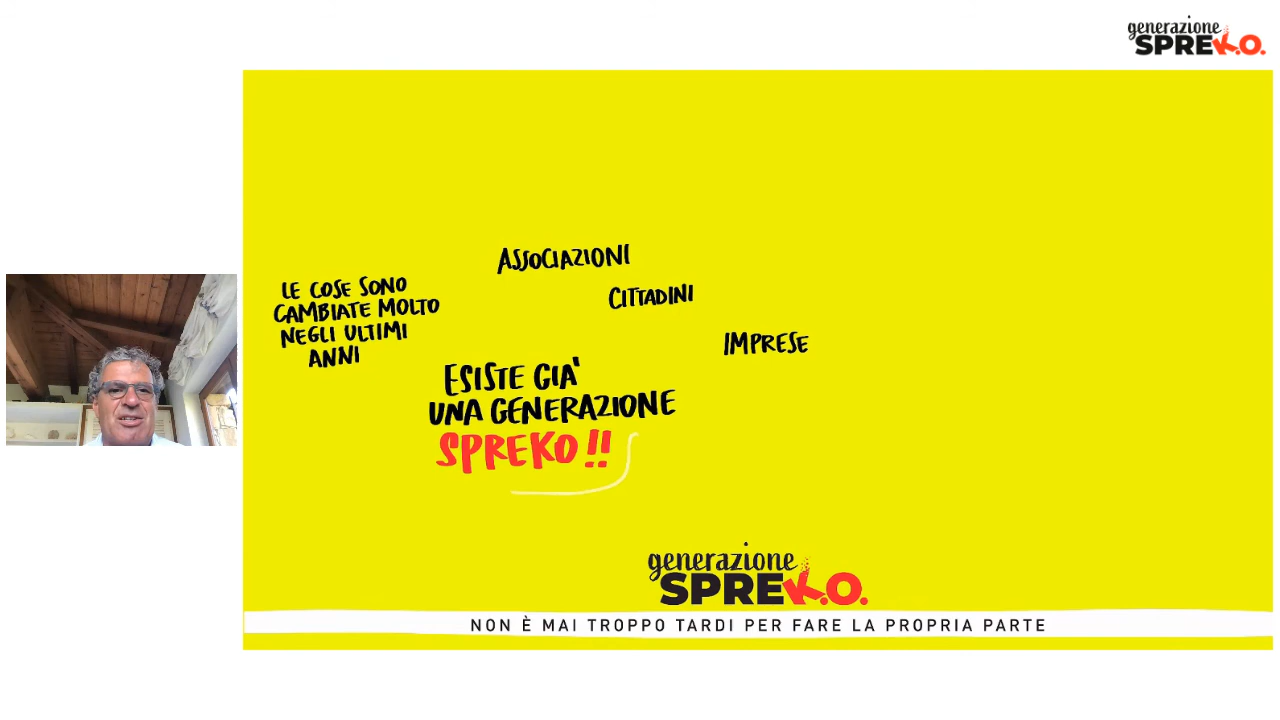 generazione
SPREK.O.
ASSOCIAZIONI
LE COSE SONO
CAMBIATE MOLTO
NEGLI ULTIMI
ANNI
CITTADINI
IMPRESE
ESISTE GIA'
UNA GENERAZIONE
SPREKO !!
generazione
SPREK.O.
NON È MAI TROPPO TARDI PER FARE LA PROPRIA PARTE